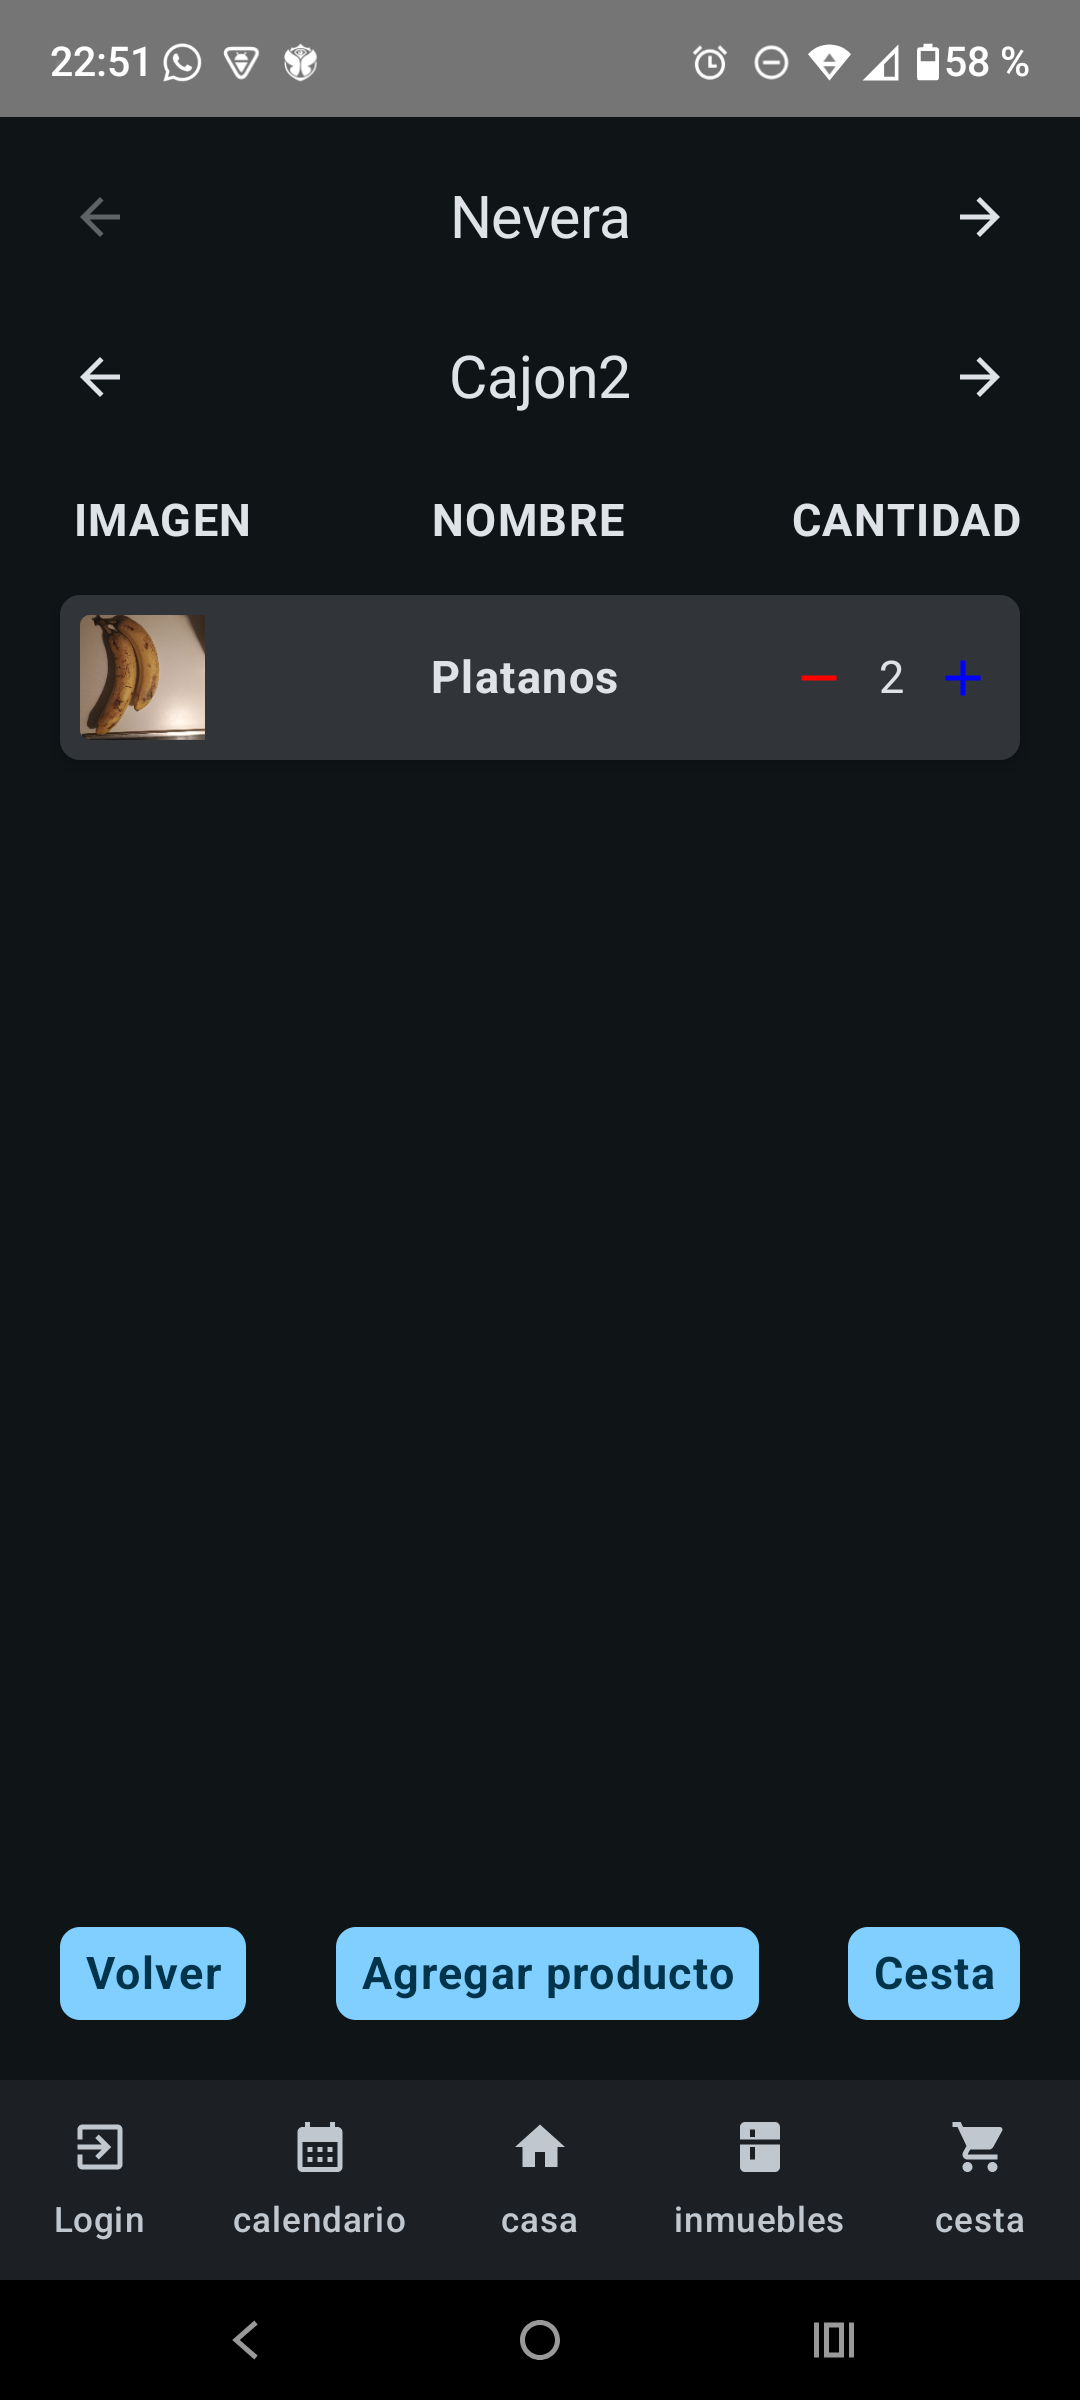 22:51 58 %
Nevera
Cajon2
IMAGEN NOMBRE CANTIDAD
Platanos 2
Volver Agregar producto Cesta
Login calendario casa inmuebles cesta